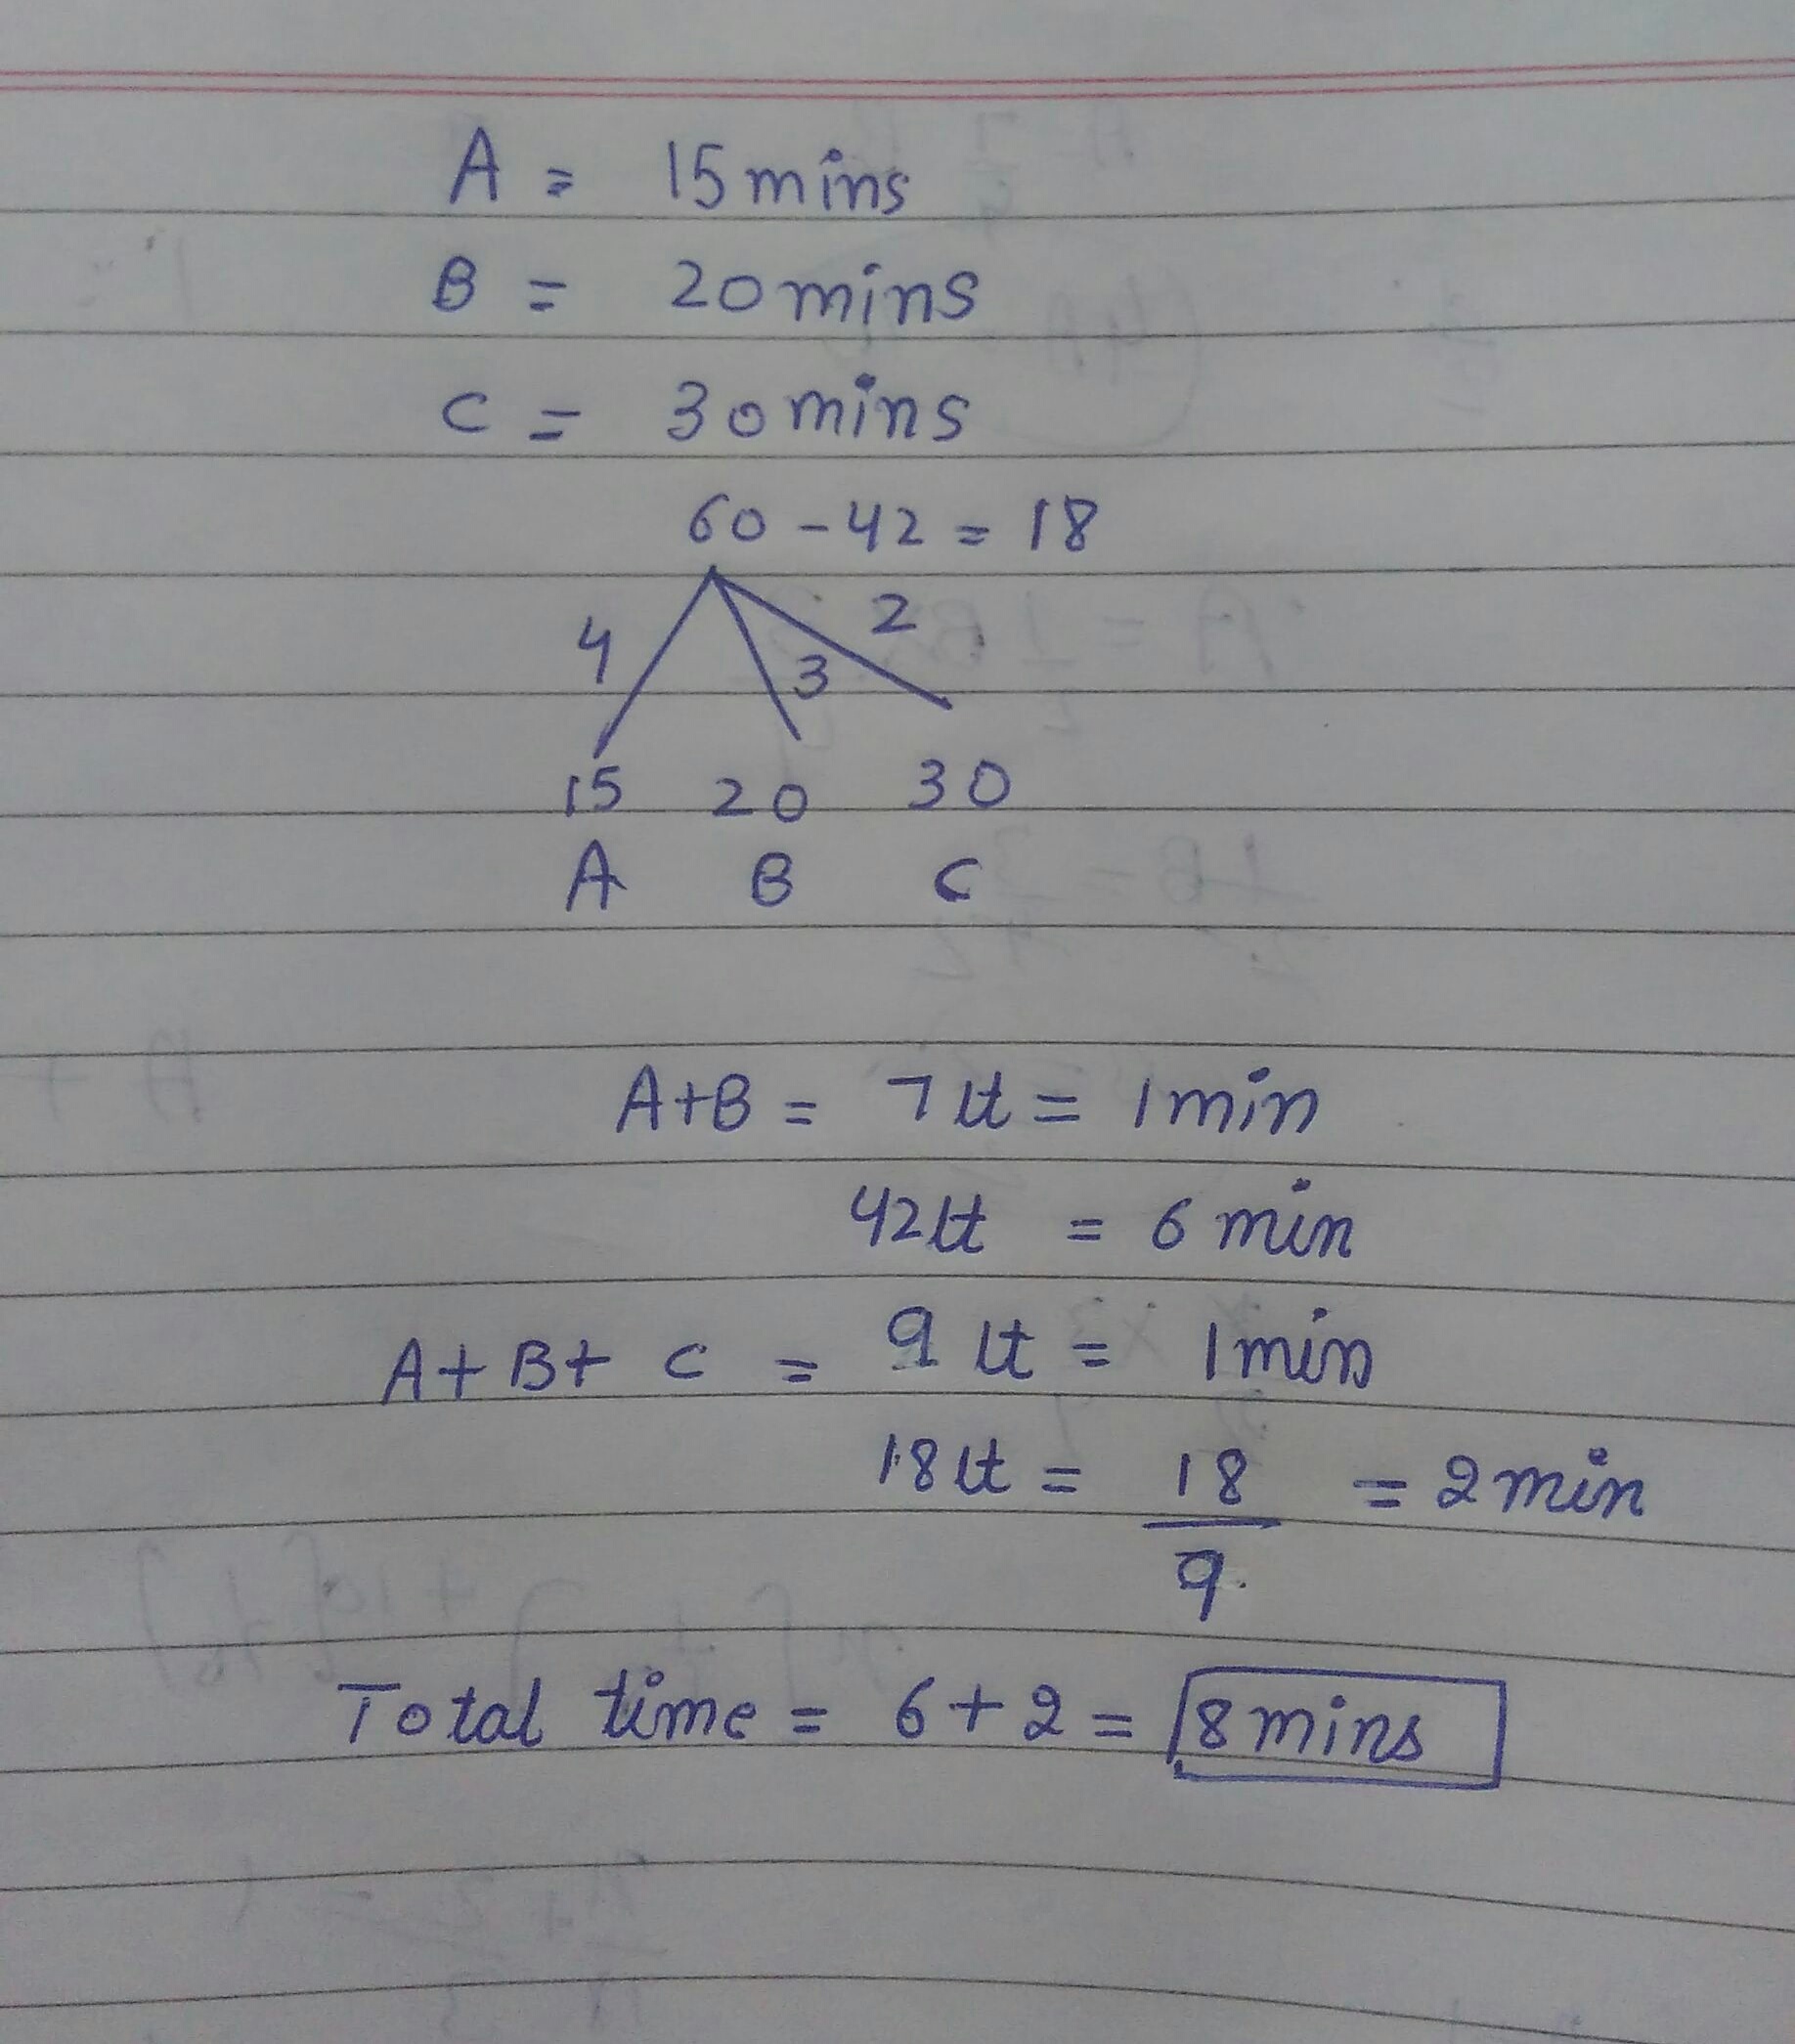 A = 15 mins
B = 20 mins
C = 30 mins
60 - 42 = 18
4 3 2
15 20 30
A B C
A+B = 7 lt = 1 min
42 lt = 6 min
A + B + C = 9 lt = 1 min
18 lt = 18/9 = 2 min
Total time = 6 + 2 = 8 mins